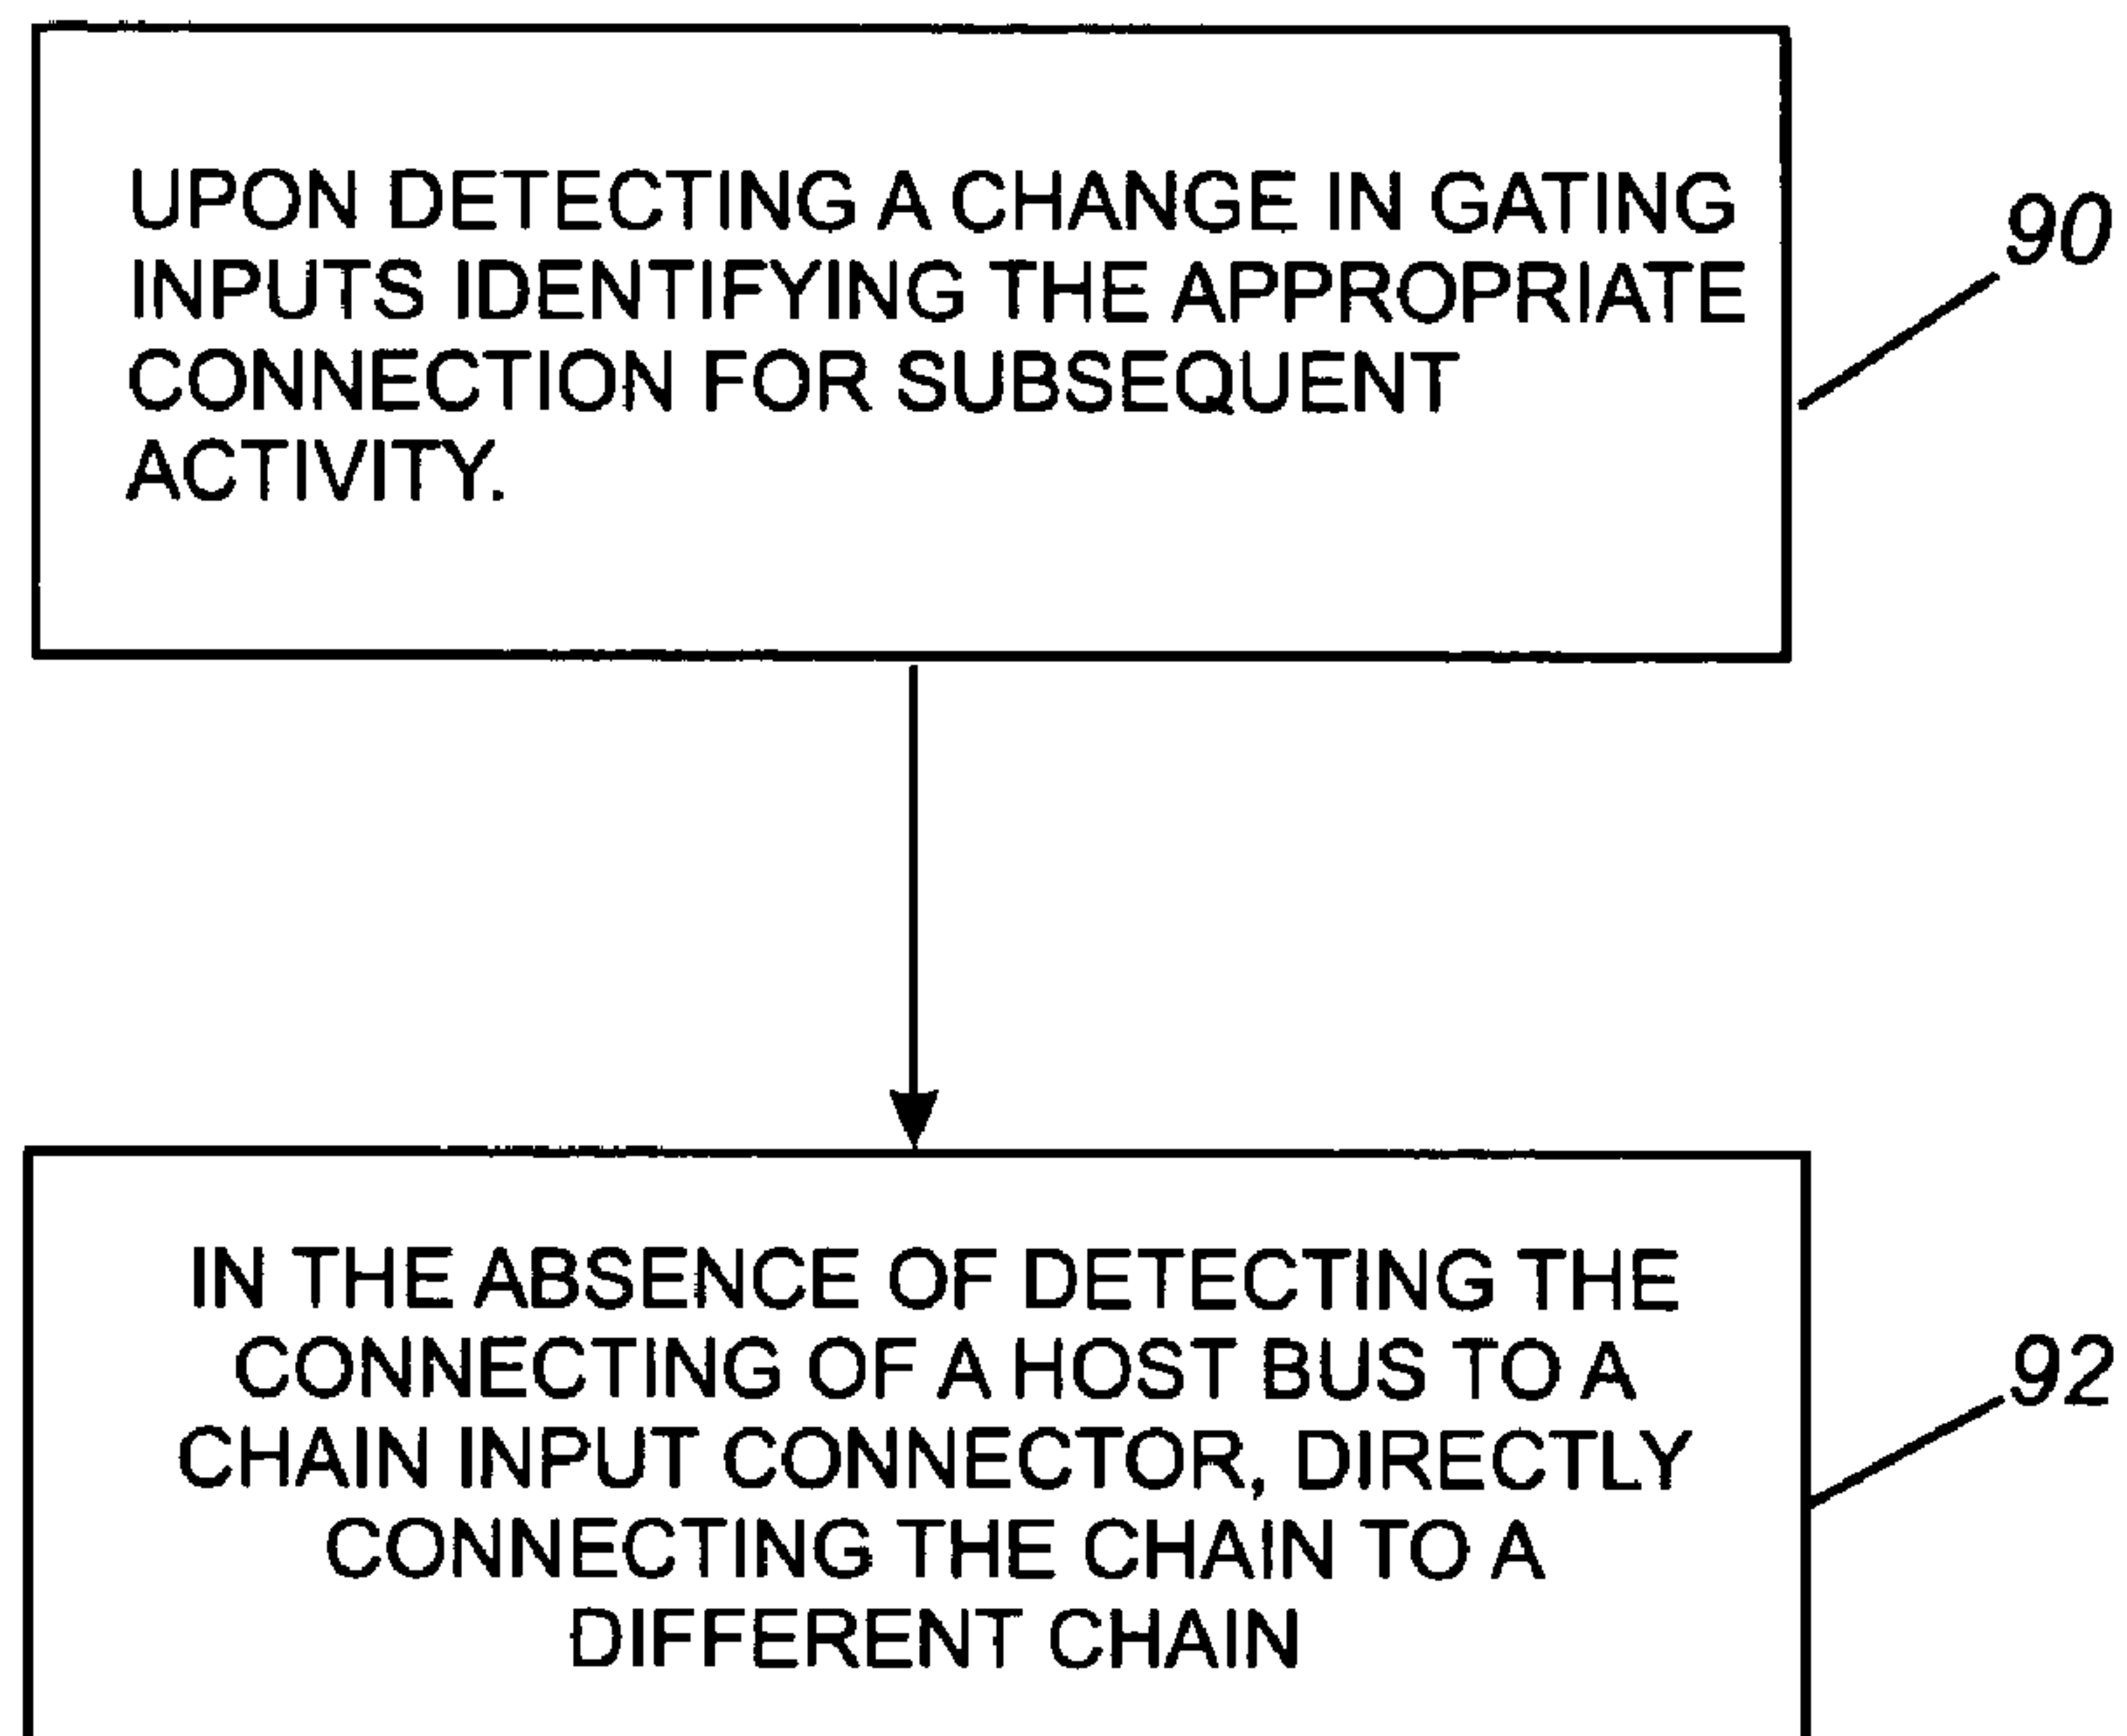 UPON DETECTING A CHANGE IN GATING
INPUTS IDENTIFYING THE APPROPRIATE
CONNECTION FOR SUBSEQUENT
ACTIVITY.
90
IN THE ABSENCE OF DETECTING THE
CONNECTING OF A HOST BUS TO A
CHAIN INPUT CONNECTOR, DIRECTLY
CONNECTING THE CHAIN TO A
DIFFERENT CHAIN
92